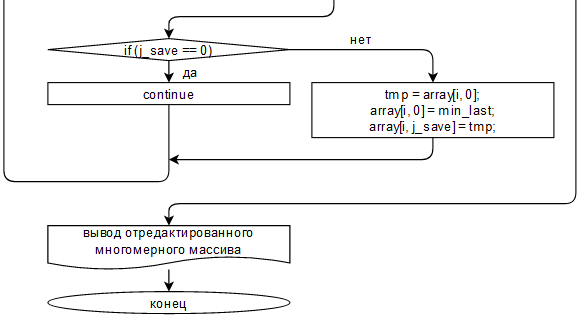 if (j_save == 0)
нет
да
continue
tmp = array[i, 0];
array[i, 0] = min_last;
array[i, j_save] = tmp;
вывод отредактированного
многомерного массива
конец